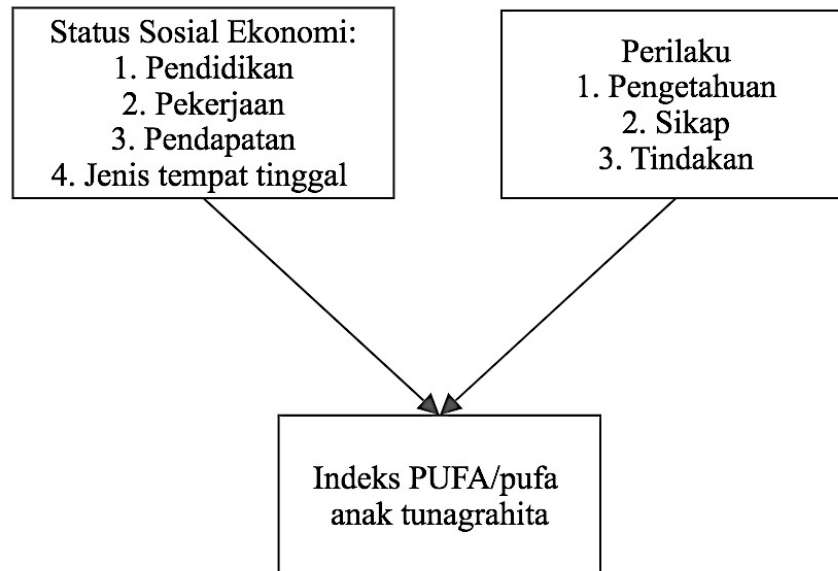 Status Sosial Ekonomi:
1. Pendidikan
2. Pekerjaan
3. Pendapatan
4. Jenis tempat tinggal
Perilaku
1. Pengetahuan
2. Sikap
3. Tindakan
Indeks PUFA/pufa
anak tunagrahita